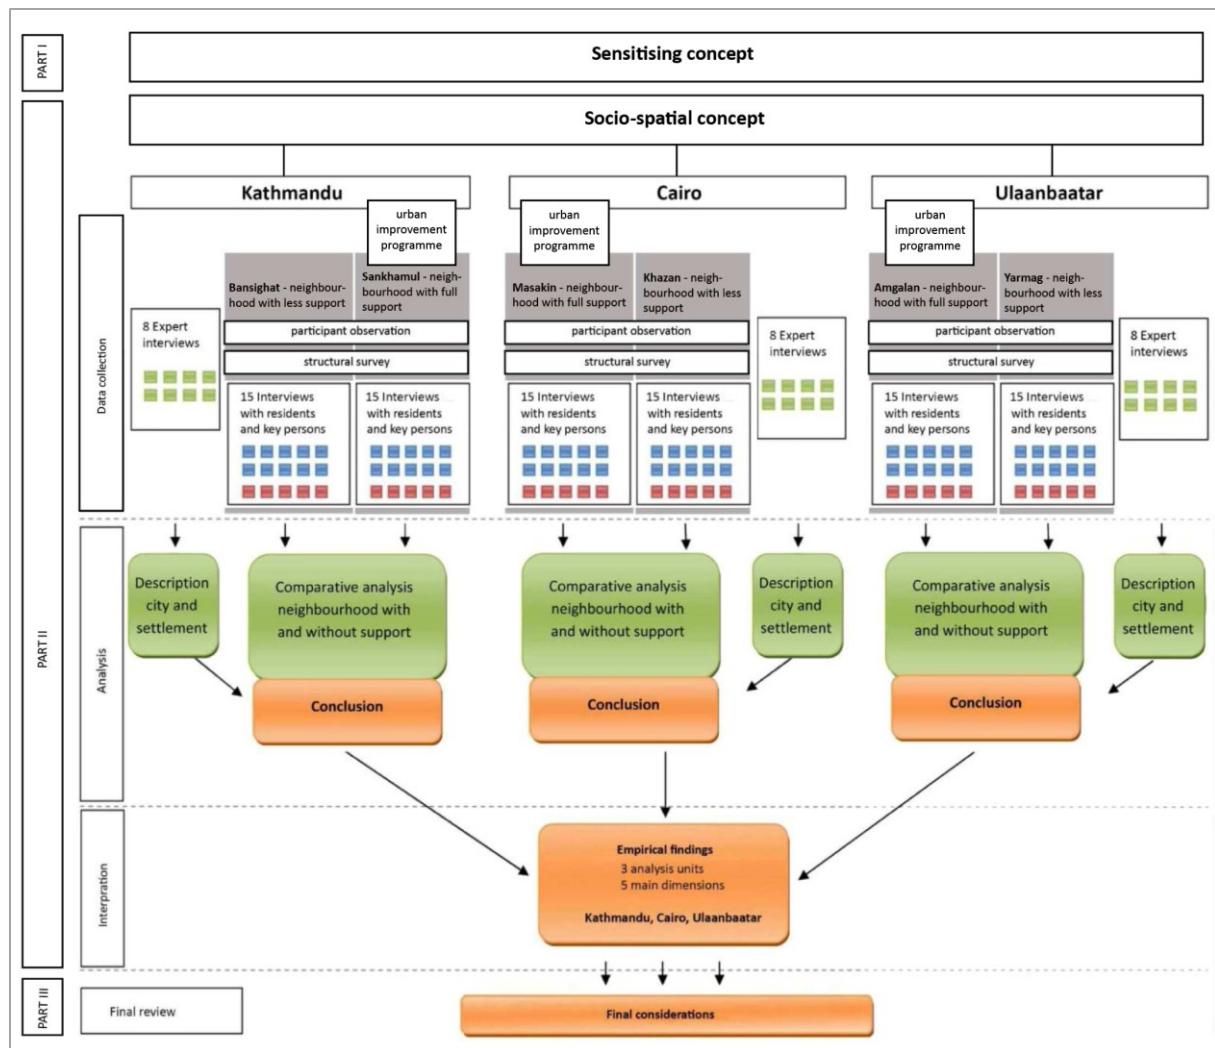 PART I
Sensitising concept
PART II
Socio-spatial concept
Kathmandu
Cairo
Ulaanbaatar
Data collection
urban
improvement
programme
Bansighat - neighbour-
hood with less support
Sankhamul - neigh-
bourhood with full
support
8 Expert
interviews
participant observation
structural survey
15 Interviews
with residents
and key persons
15 Interviews
with residents
and key persons
urban
improvement
programme
Masakin - neighbour-
hood with full support
Khazan - neigh-
bourhood with less
support
participant observation
structural survey
15 Interviews
with residents
and key persons
15 Interviews
with residents
and key persons
8 Expert
interviews
urban
improvement
programme
Amgalan - neighbour-
hood with full support
Yarmag - neigh-
bourhood with less
support
participant observation
structural survey
15 Interviews
with residents
and key persons
15 Interviews
with residents
and key persons
8 Expert
interviews
Analysis
Description
city and
settlement
Comparative analysis
neighbourhood with
and without support
Conclusion
Comparative analysis
neighbourhood with
and without support
Conclusion
Description
city and
settlement
Comparative analysis
neighbourhood with
and without support
Conclusion
Description
city and
settlement
Interpration
Empirical findings
3 analysis units
5 main dimensions
Kathmandu, Cairo, Ulaanbaatar
PART III
Final review
Final considerations